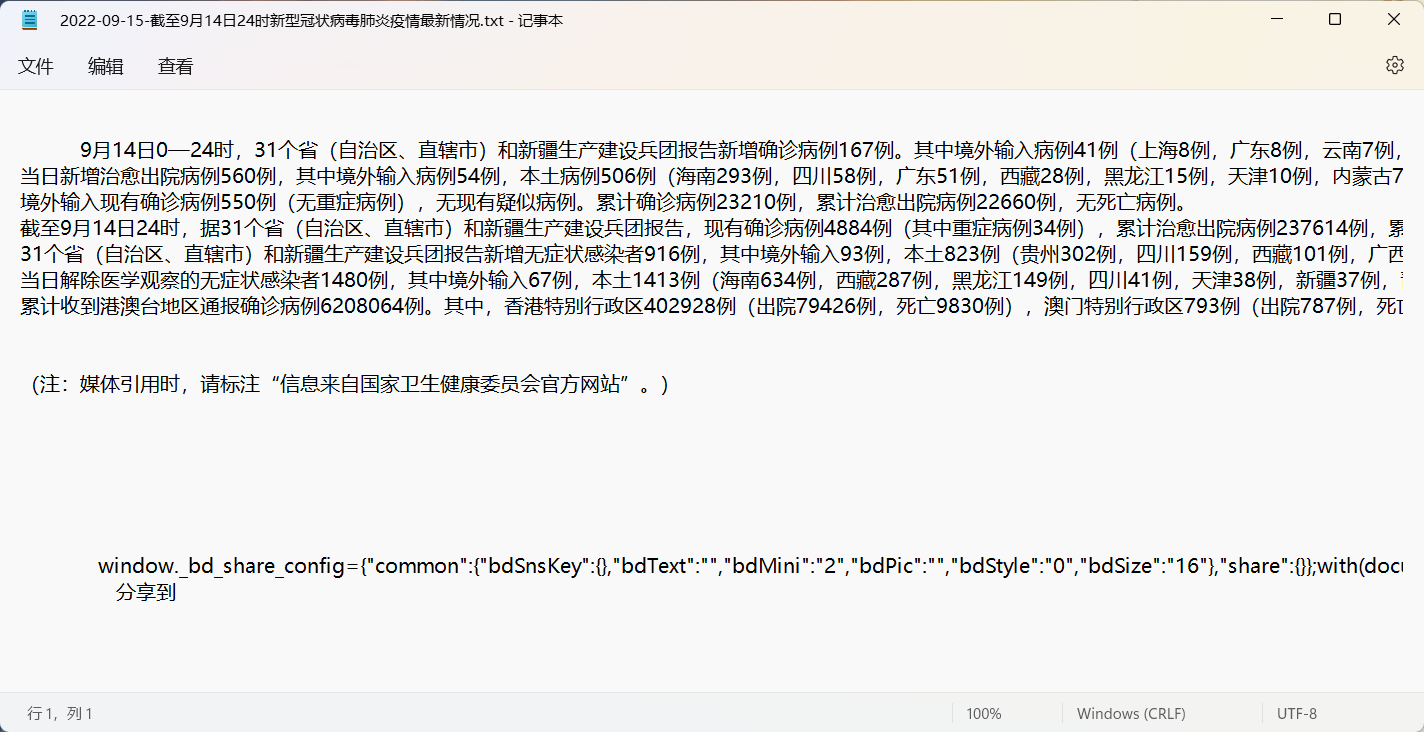 2022-09-15-截至9月14日24时新型冠状病毒肺炎疫情最新情况.txt - 记事本
文件 编辑 查看
9月14日0—24时，31个省（自治区、直辖市）和新疆生产建设兵团报告新增确诊病例167例。其中境外输入病例41例（上海8例，广东8例，云南7例，
当日新增治愈出院病例560例，其中境外输入病例54例，本土病例506例（海南293例，四川58例，广东51例，西藏28例，黑龙江15例，天津10例，内蒙古7
境外输入现有确诊病例550例（无重症病例），无现有疑似病例。累计确诊病例23210例，累计治愈出院病例22660例，无死亡病例。
截至9月14日24时，据31个省（自治区、直辖市）和新疆生产建设兵团报告，现有确诊病例4884例（其中重症病例34例），累计治愈出院病例237614例，累
31个省（自治区、直辖市）和新疆生产建设兵团报告新增无症状感染者916例，其中境外输入93例，本土823例（贵州302例，四川159例，西藏101例，广西
当日解除医学观察的无症状感染者1480例，其中境外输入67例，本土1413例（海南634例，西藏287例，黑龙江149例，四川41例，天津38例，新疆37例，
累计收到港澳台地区通报确诊病例6208064例。其中，香港特别行政区402928例（出院79426例，死亡9830例），澳门特别行政区793例（出院787例，死亡
（注：媒体引用时，请标注“信息来自国家卫生健康委员会官方网站”。）
window._bd_share_config={"common":{"bdSnsKey":{},"bdText":"","bdMini":"2","bdPic":"","bdStyle":"0","bdSize":"16"},"share":{}};with(docu
分享到
行 1，列 1 100% Windows (CRLF) UTF-8